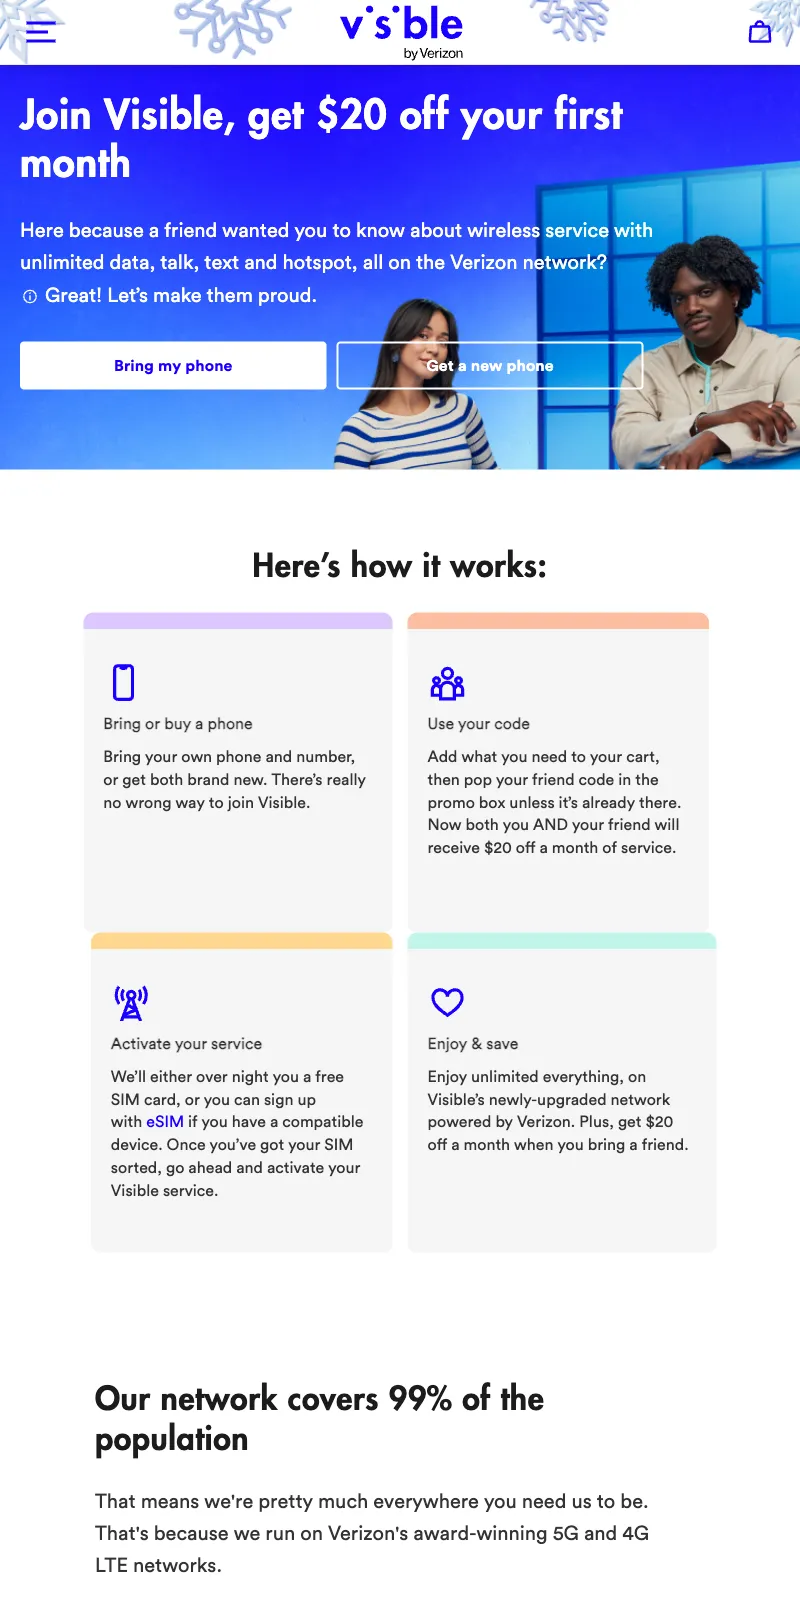 visible
by Verizon
Join Visible, get $20 off your first
month
Here because a friend wanted you to know about wireless service with
unlimited data, talk, text and hotspot, all on the Verizon network?
Great! Let’s make them proud.
Bring my phone
Get a new phone
Here’s how it works:
Bring or buy a phone
Bring your own phone and number,
or get both brand new. There’s really
no wrong way to join Visible.
Use your code
Add what you need to your cart,
then pop your friend code in the
promo box unless it’s already there.
Now both you AND your friend will
receive $20 off a month of service.
Activate your service
We’ll either over night you a free
SIM card, or you can sign up
with eSIM if you have a compatible
device. Once you’ve got your SIM
sorted, go ahead and activate your
Visible service.
Enjoy & save
Enjoy unlimited everything, on
Visible’s newly-upgraded network
powered by Verizon. Plus, get $20
off a month when you bring a friend.
Our network covers 99% of the
population
That means we're pretty much everywhere you need us to be.
That's because we run on Verizon's award-winning 5G and 4G
LTE networks.